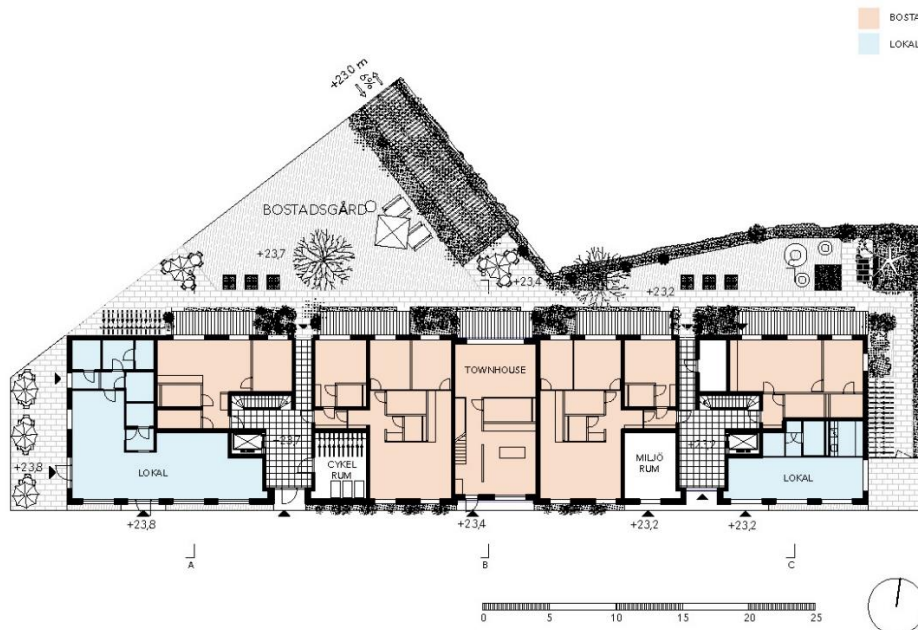 BOSTA
LOKAL
+23,0 m
6%
BOSTADSGÅRD
+23,7
+23,4
+23,2
TOWNHOUSE
+23,8
LOKAL
+23,7
CYKEL
RUM
MILJÖ
RUM
+23,2
LOKAL
+23,8
+23,4
+23,2
+23,2
A
B
C
0
5
10
15
20
25